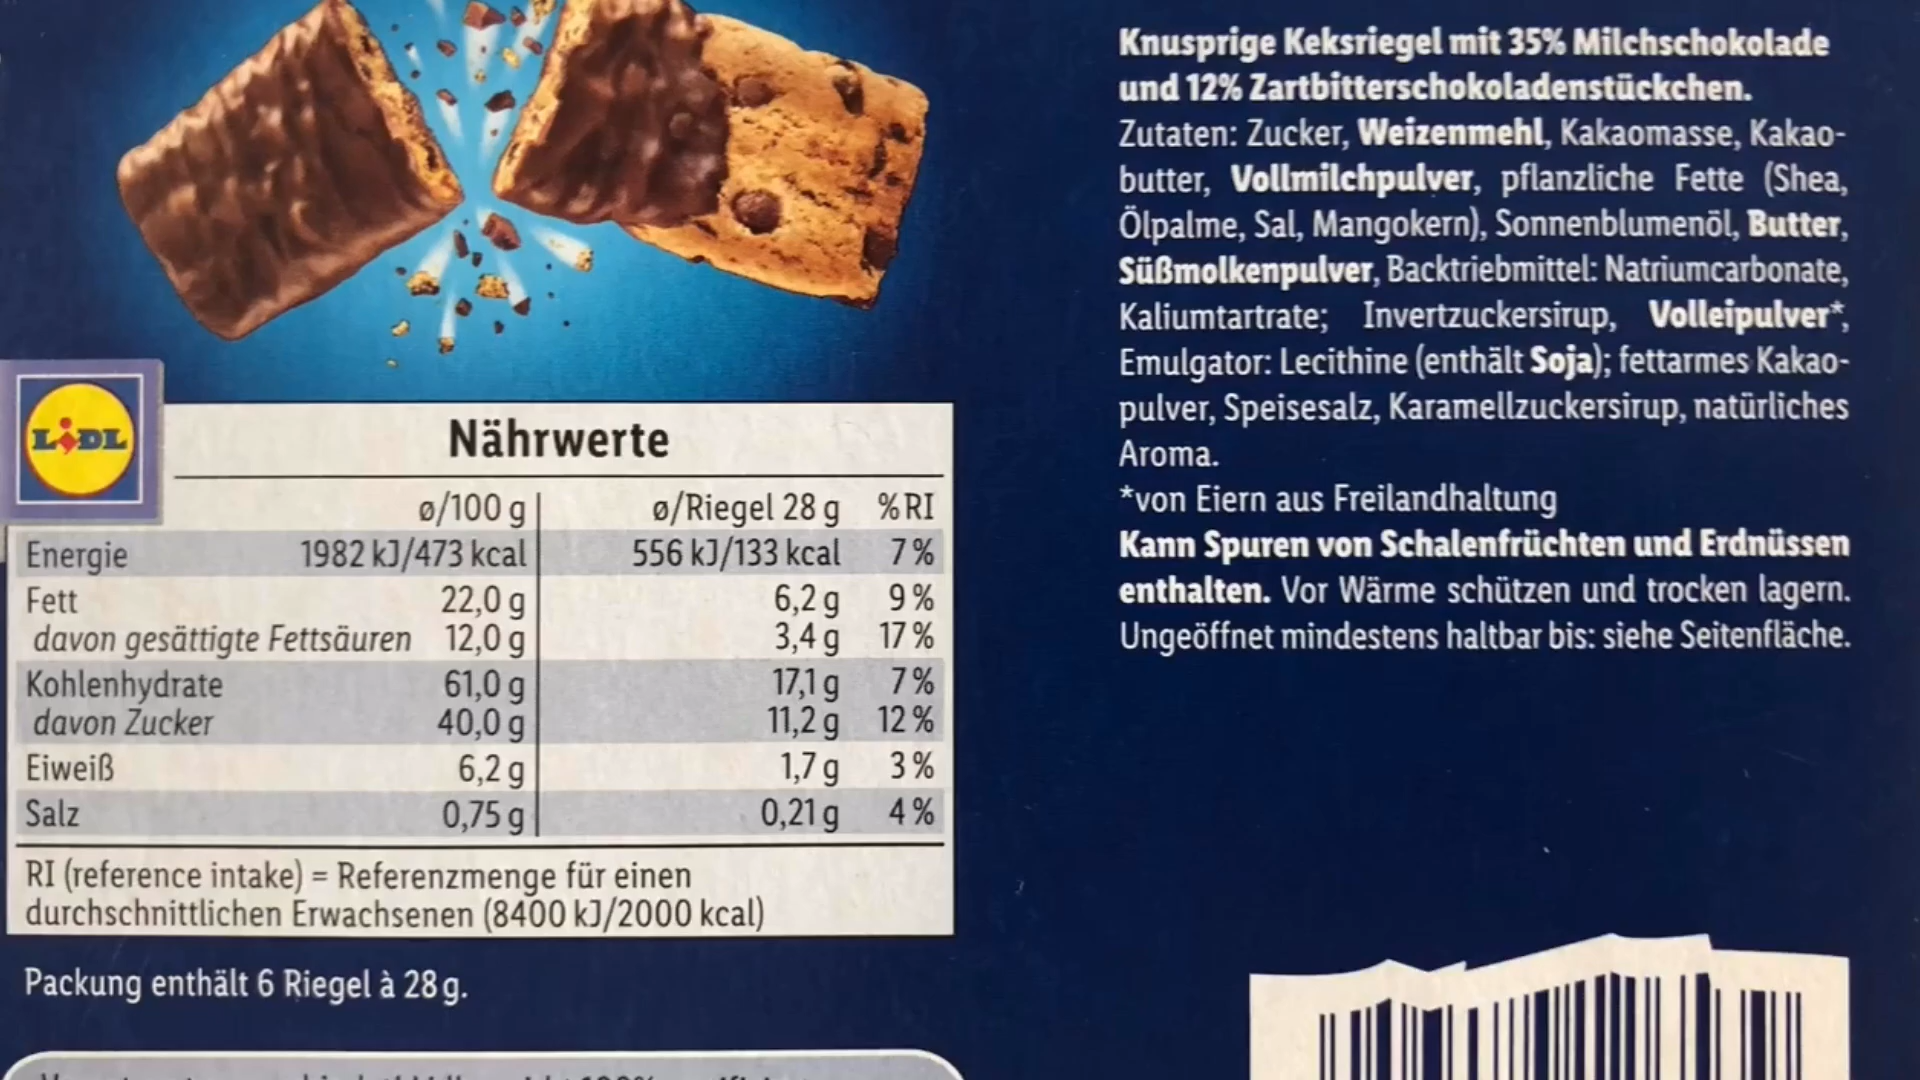 Knusprige Keksriegel mit 35% Milchschokolade
und 12% Zartbitterschokoladenstückchen.
Zutaten: Zucker, Weizenmehl, Kakaomasse, Kakao-
butter, Vollmilchpulver, pflanzliche Fette (Shea,
Ölpalme, Sal, Mangokern), Sonnenblumenöl, Butter,
Süßmolkenpulver, Backtriebmittel: Natriumcarbonate,
Kaliumtartrate; Invertzuckersirup, Volleipulver*,
Emulgator: Lecithine (enthält Soja); fettarmes Kakao-
pulver, Speisesalz, Karamellzuckersirup, natürliches
Aroma.
*von Eiern aus Freilandhaltung
Kann Spuren von Schalenfrüchten und Erdnüssen
enthalten. Vor Wärme schützen und trocken lagern.
Ungeöffnet mindestens haltbar bis: siehe Seitenfläche.
LIDL
Nährwerte
ø/100 g ø/Riegel 28 g %RI
Energie 1982 kJ/473 kcal 556 kJ/133 kcal 7 %
Fett 22,0 g 6,2 g 9 %
davon gesättigte Fettsäuren 12,0 g 3,4 g 17 %
Kohlenhydrate 61,0 g 17,1 g 7 %
davon Zucker 40,0 g 11,2 g 12 %
Eiweiß 6,2 g 1,7 g 3 %
Salz 0,75 g 0,21 g 4 %
RI (reference intake) = Referenzmenge für einen
durchschnittlichen Erwachsenen (8400 kJ/2000 kcal)
Packung enthält 6 Riegel à 28 g.